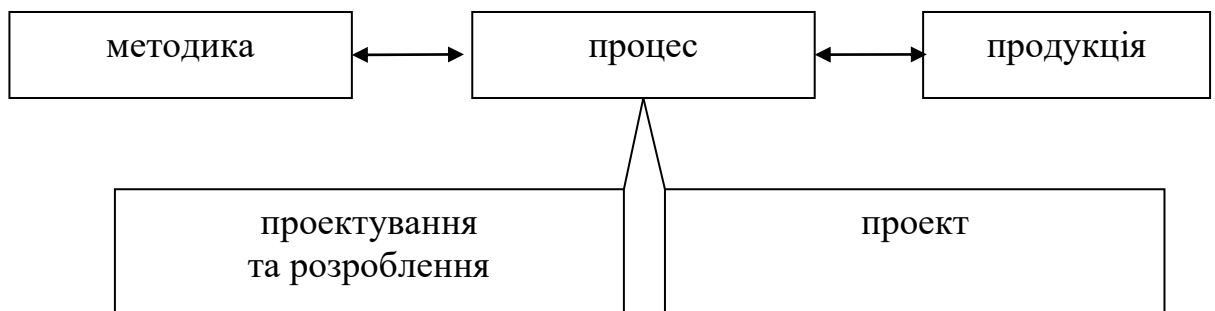 методика
процес
продукція
проектування
та розроблення
проект